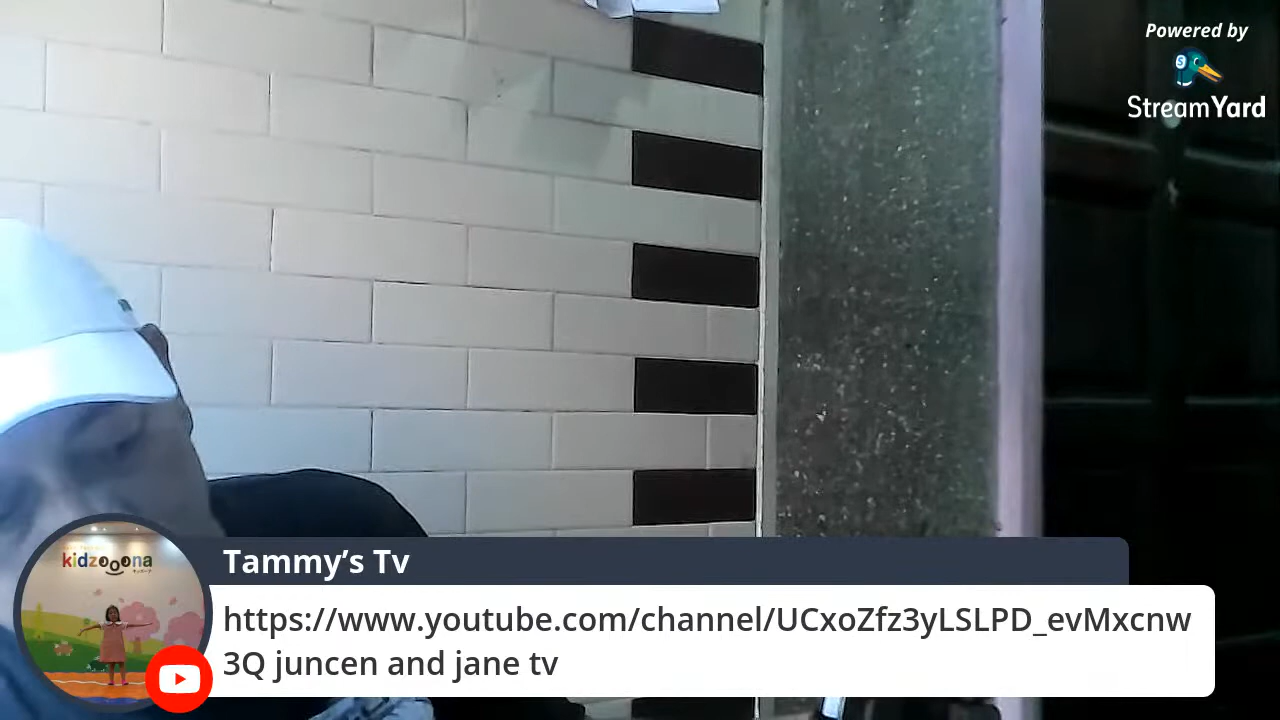 Powered by
StreamYard
kidzooona
Tammy’s Tv
https://www.youtube.com/channel/UCxoZfz3yLSLPD_evMxcnw
3Q juncen and jane tv